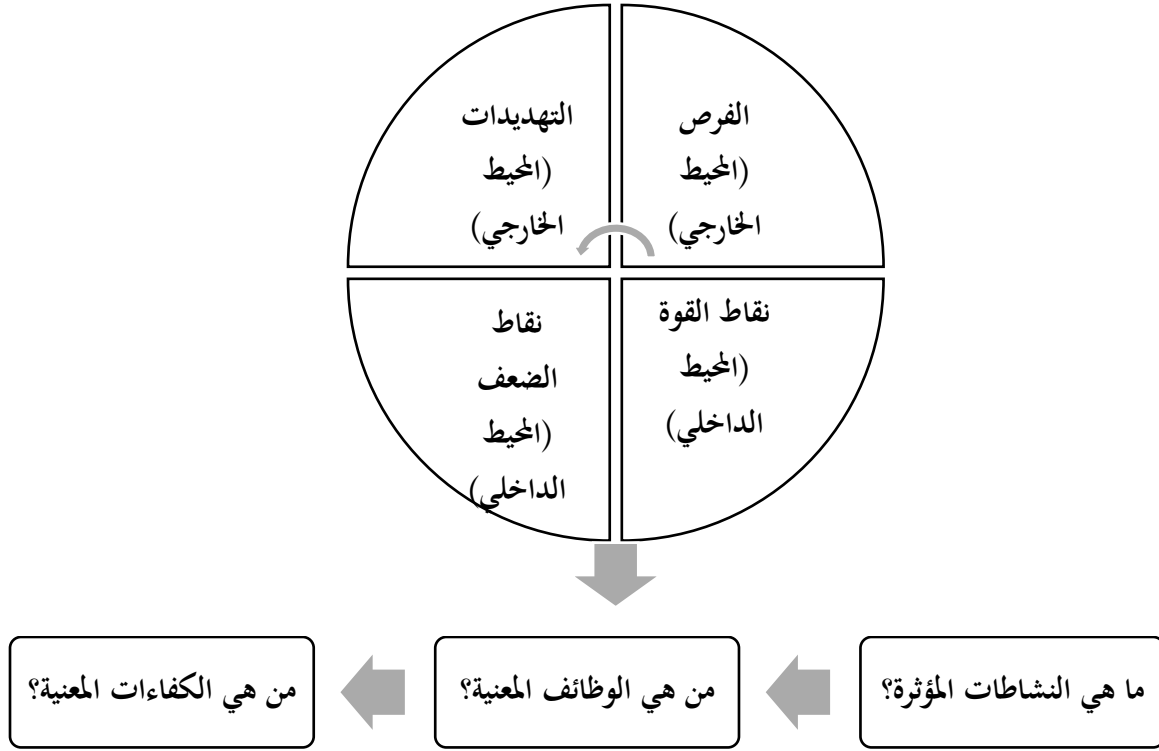 الفرص
(المحيط
الخارجي)
التهديدات
(المحيط
الخارجي)
نقاط القوة
(المحيط
الداخلي)
نقاط
الضعف
(المحيط
الداخلي)
ما هي النشاطات المؤثرة؟
من هي الوظائف المعنية؟
من هي الكفاءات المعنية؟